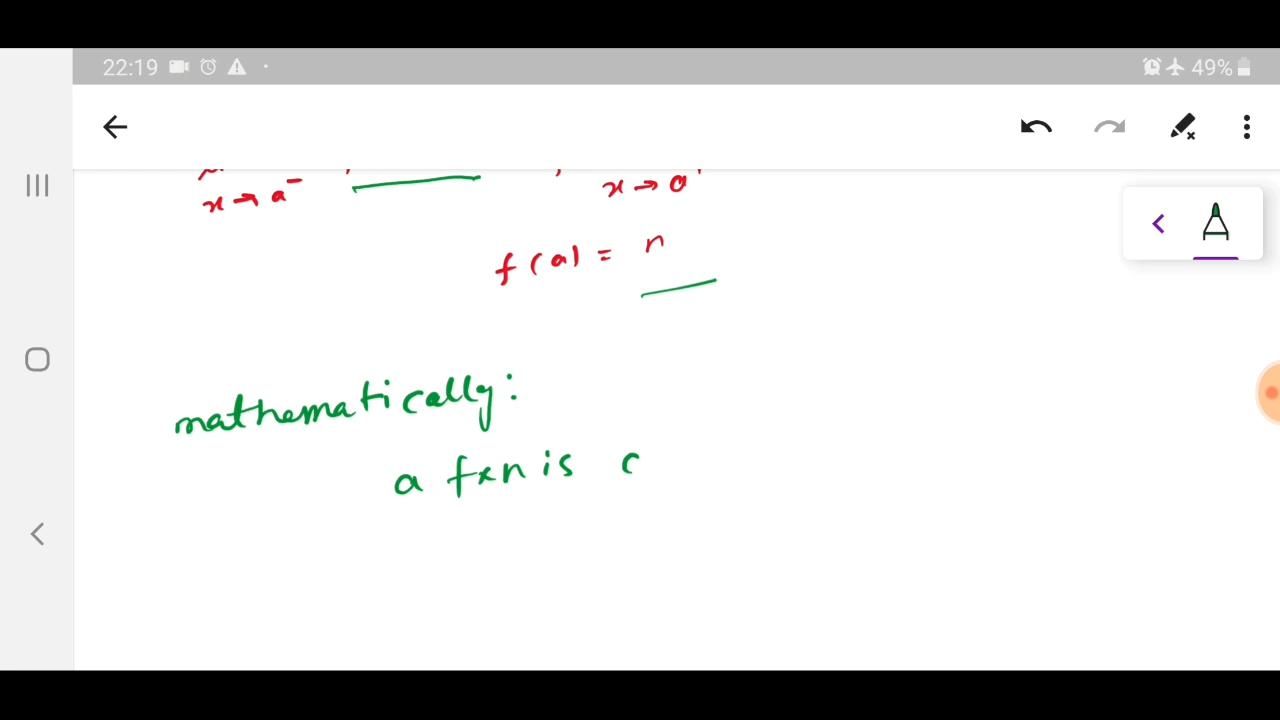 22:19 49%
x → a⁻ x → a⁺
f(a) = n
mathematically:
a fxn is c